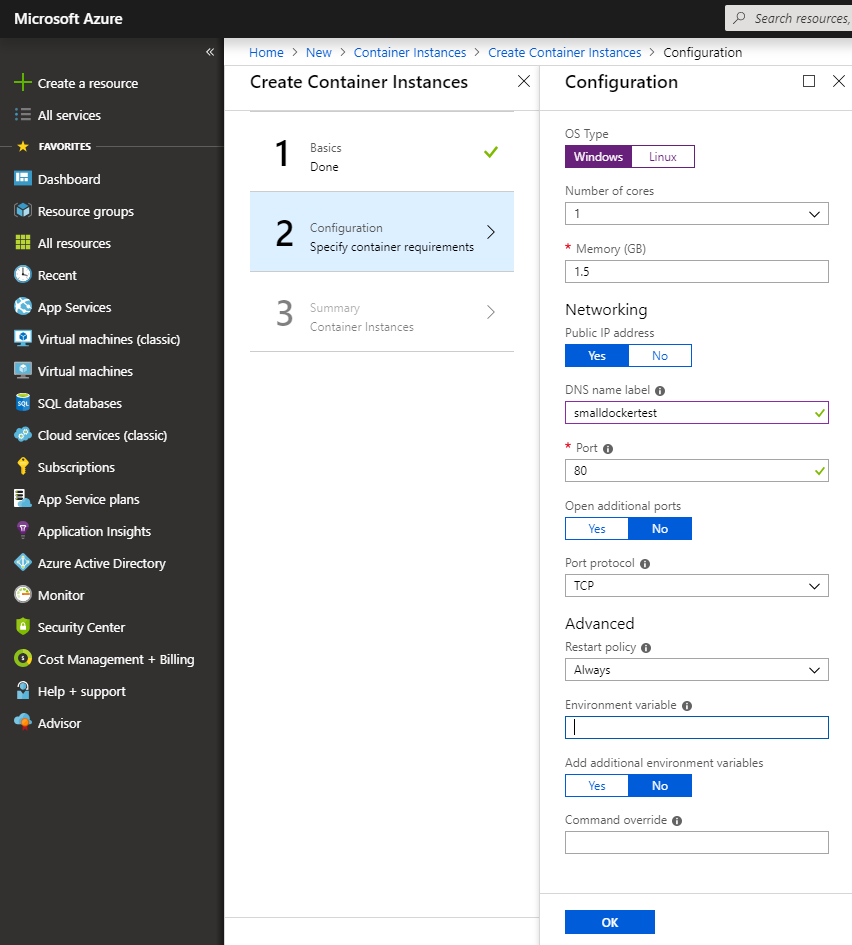 Microsoft Azure
Search resources,
«
Create a resource
All services
FAVORITES
Dashboard
Resource groups
All resources
Recent
App Services
Virtual machines (classic)
Virtual machines
SQL databases
Cloud services (classic)
Subscriptions
App Service plans
Application Insights
Azure Active Directory
Monitor
Security Center
Cost Management + Billing
Help + support
Advisor
Home > New > Container Instances > Create Container Instances > Configuration
Create Container Instances
1 Basics
Done
2 Configuration
Specify container requirements
3 Summary
Container Instances
Configuration
OS Type
Windows Linux
Number of cores
1
* Memory (GB)
1.5
Networking
Public IP address
Yes No
DNS name label
smalldockertest
* Port
80
Open additional ports
Yes No
Port protocol
TCP
Advanced
Restart policy
Always
Environment variable
Add additional environment variables
Yes No
Command override
OK